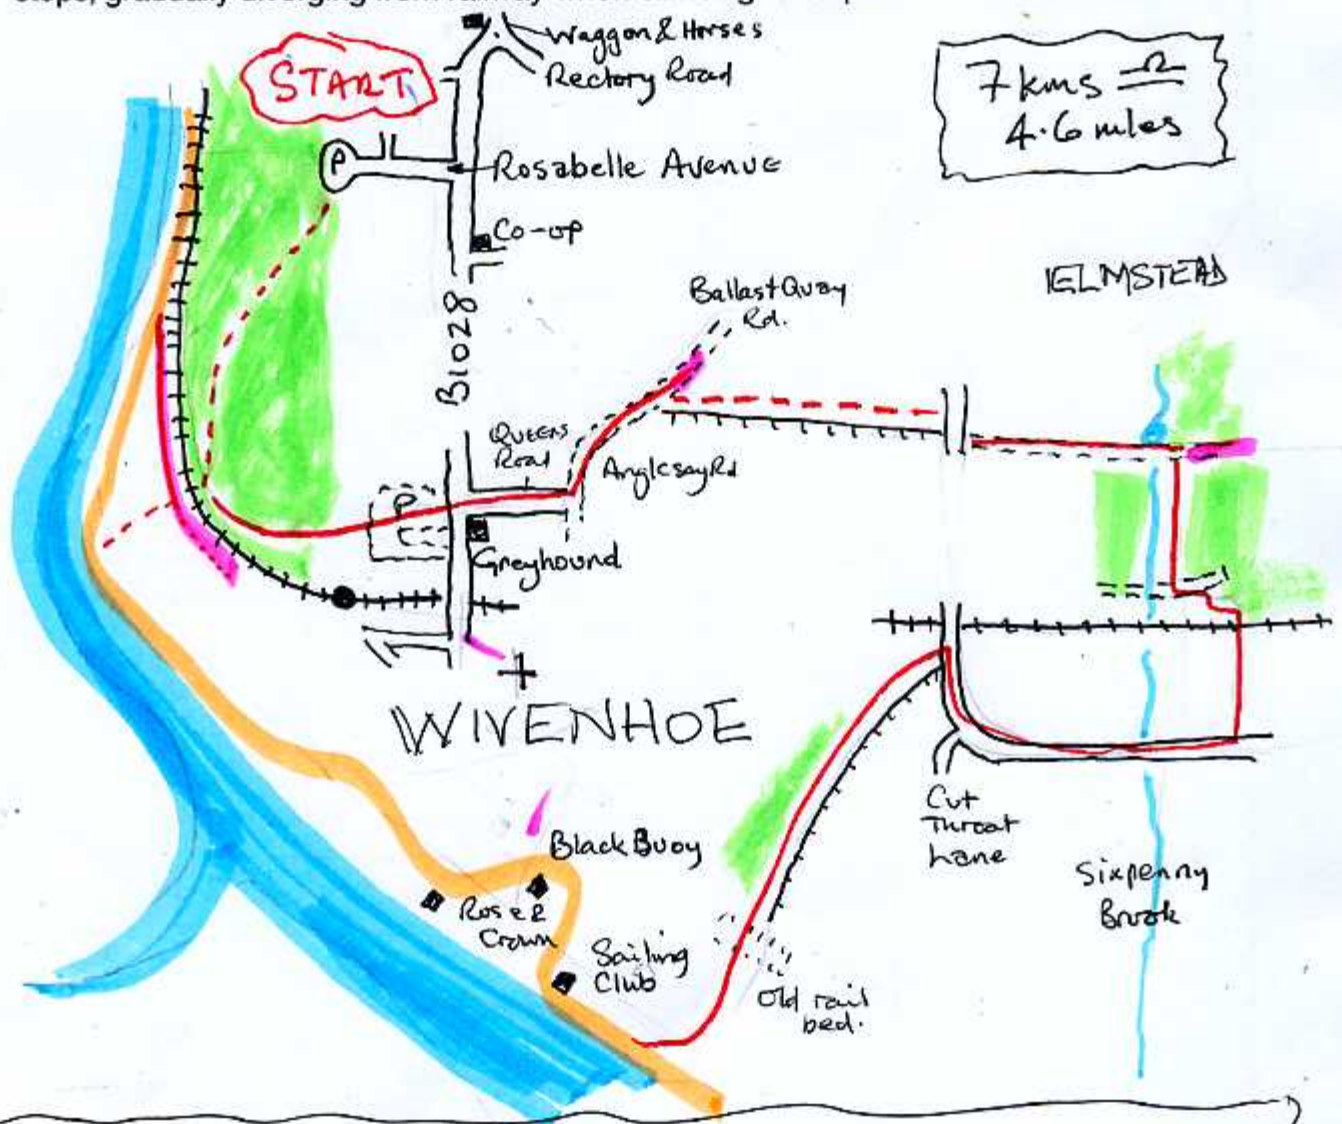 START
Waggon & Horses
Rectory Road
7 kms ≏
4.6 miles
P
Rosabelle Avenue
Co-op
ELMSTEAD
Ballast Quay
Rd.
B1028
Queens
Road
Anglesay Rd
P
Greyhound
WIVENHOE
Cut
Throat
Lane
Black Buoy
Sixpenny
Brook
Rose &
Crown
Sailing
Club
Old rail
bed.